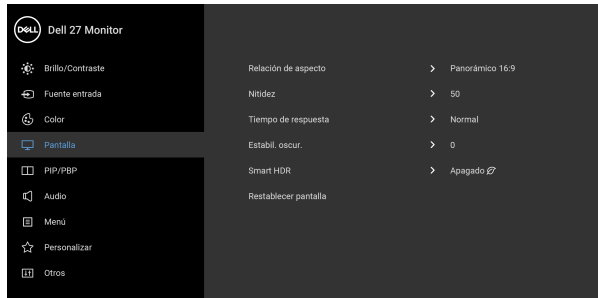 DELL Dell 27 Monitor
Brillo/Contraste
Relación de aspecto Panorámico 16:9
Fuente entrada
Nitidez 50
Color
Tiempo de respuesta Normal
Pantalla
Estabil. oscur. 0
PIP/PBP
Smart HDR Apagado
Audio
Restablecer pantalla
Menú
Personalizar
Otros